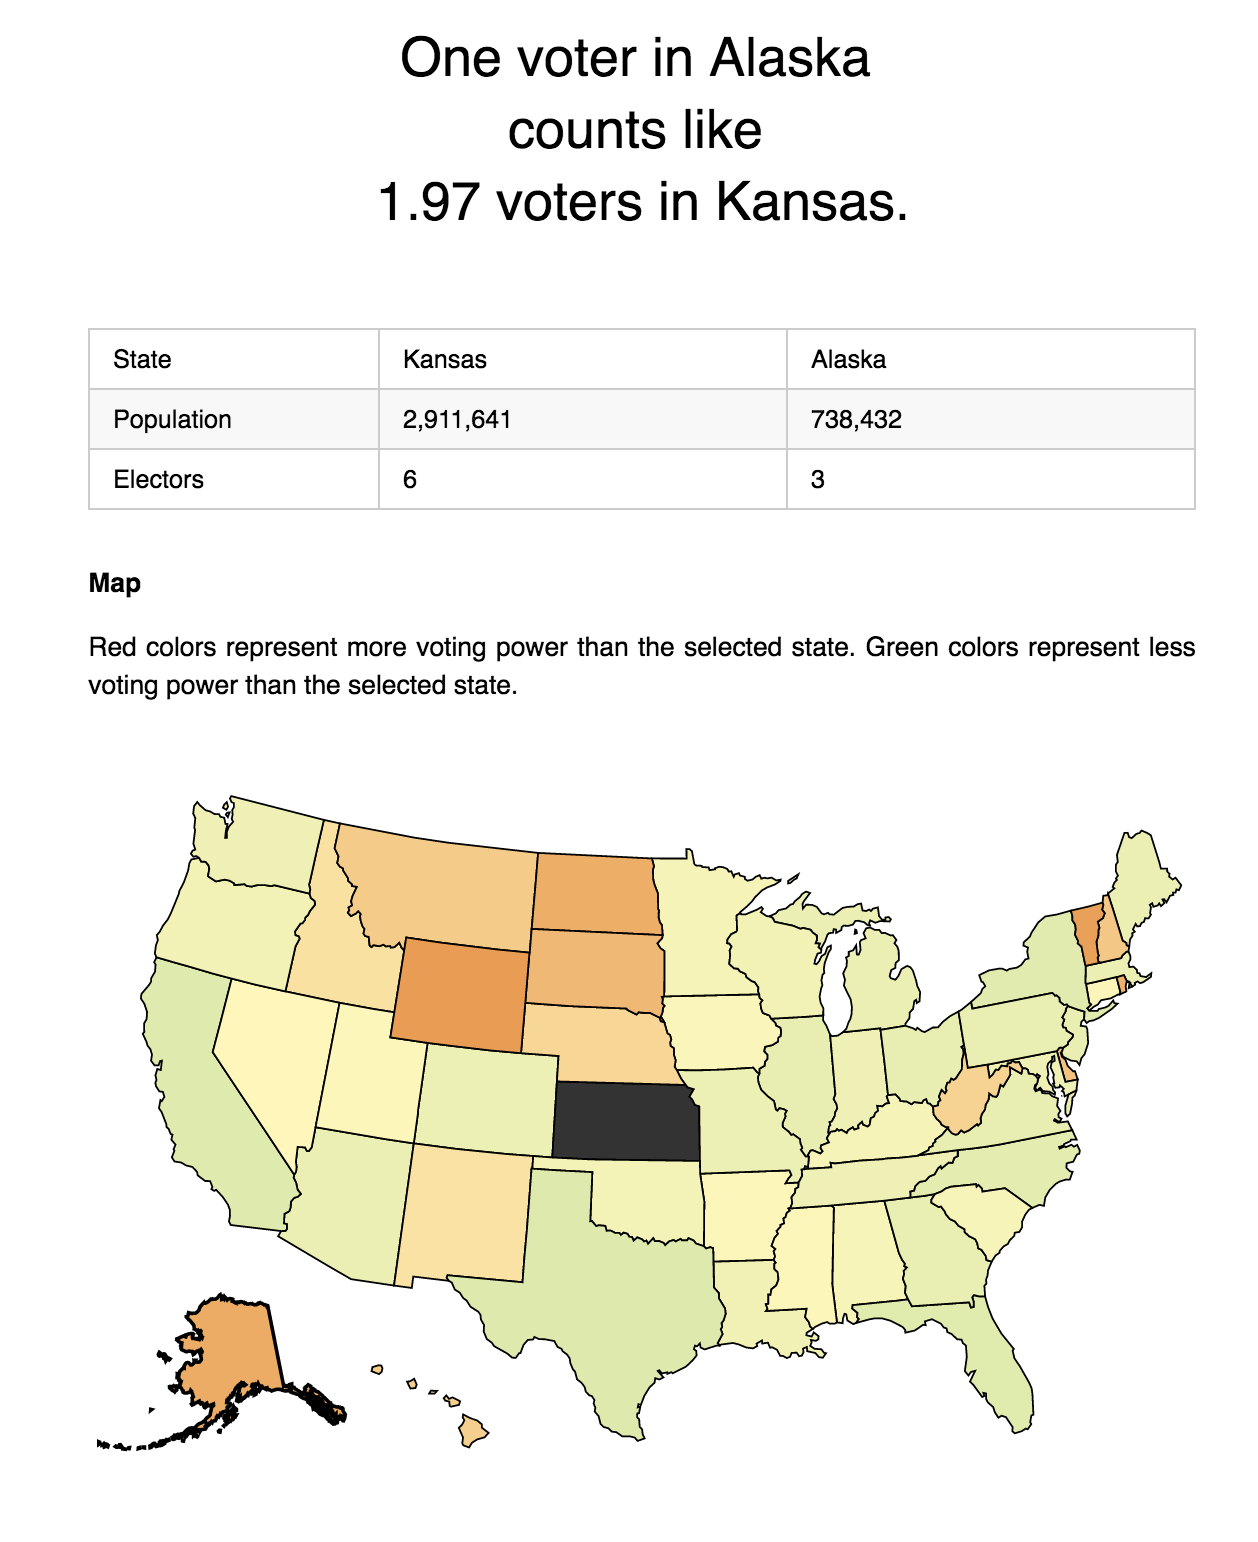 One voter in Alaska
counts like
1.97 voters in Kansas.
State Kansas Alaska
Population 2,911,641 738,432
Electors 6 3
Map
Red colors represent more voting power than the selected state. Green colors represent less
voting power than the selected state.